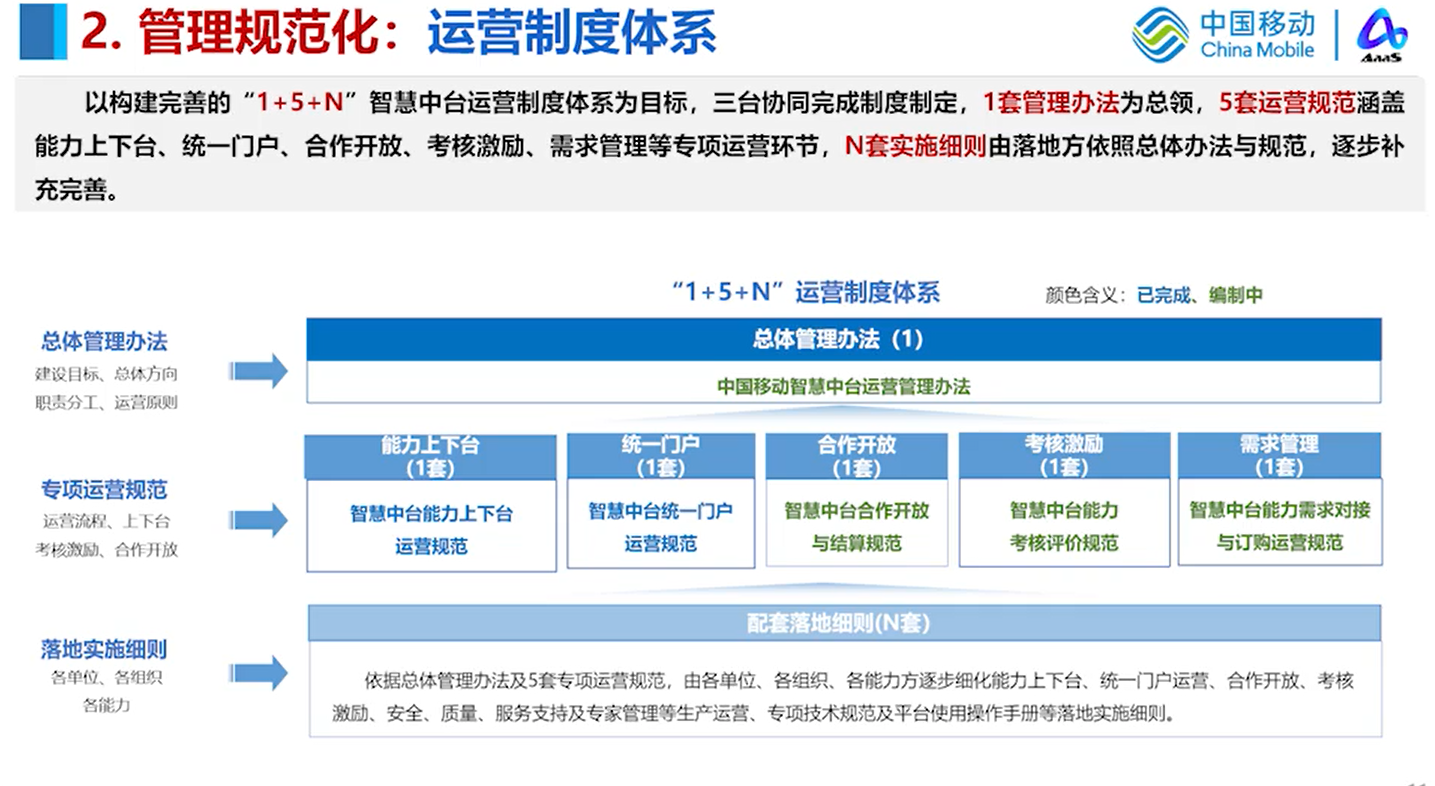 2. 管理规范化：运营制度体系
中国移动
China Mobile
AaaS
以构建完善的“1+5+N”智慧中台运营制度体系为目标，三台协同完成制度制定，1套管理办法为总领，5套运营规范涵盖
能力上下台、统一门户、合作开放、考核激励、需求管理等专项运营环节，N套实施细则由落地方依照总体办法与规范，逐步补
充完善。
“1+5+N”运营制度体系
颜色含义：已完成、编制中
总体管理办法
建设目标、总体方向
职责分工、运营原则
总体管理办法（1）
中国移动智慧中台运营管理办法
专项运营规范
运营流程、上下台
考核激励、合作开放
能力上下台
（1套）
智慧中台能力上下台
运营规范
统一门户
（1套）
智慧中台统一门户
运营规范
合作开放
（1套）
智慧中台合作开放
与结算规范
考核激励
（1套）
智慧中台能力
考核评价规范
需求管理
（1套）
智慧中台能力需求对接
与订购运营规范
落地实施细则
各单位、各组织
各能力
配套落地细则(N套)
依据总体管理办法及5套专项运营规范，由各单位、各组织、各能力方逐步细化能力上下台、统一门户运营、合作开放、考核
激励、安全、质量、服务支持及专家管理等生产运营、专项技术规范及平台使用操作手册等落地实施细则。